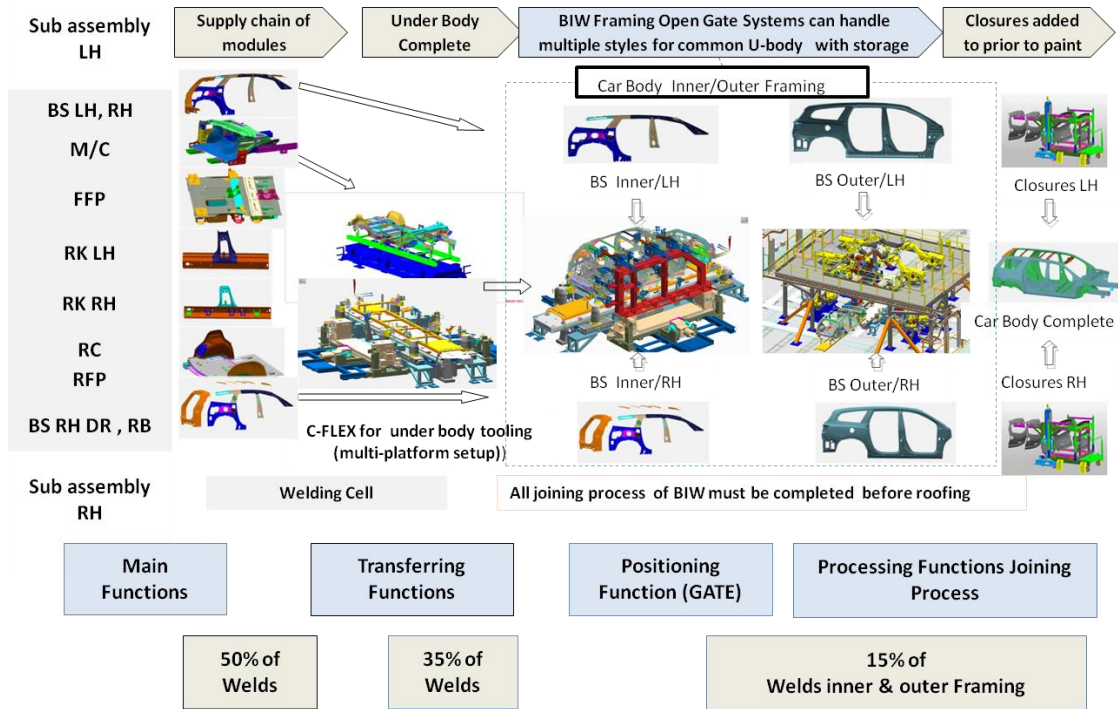 Sub assembly
LH
Supply chain of
modules
Under Body
Complete
BIW Framing Open Gate Systems can handle
multiple styles for common U-body with storage
Closures added
to prior to paint
Car Body Inner/Outer Framing
BS LH, RH
M/C
FFP
RK LH
RK RH
RC
RFP
BS RH DR , RB
BS Inner/LH
BS Outer/LH
Closures LH
Car Body Complete
BS Inner/RH
BS Outer/RH
Closures RH
C-FLEX for under body tooling
(multi-platform setup))
Sub assembly
RH
Welding Cell
All joining process of BIW must be completed before roofing
Main
Functions
Transferring
Functions
Positioning
Function (GATE)
Processing Functions Joining
Process
50% of
Welds
35% of
Welds
15% of
Welds inner & outer Framing